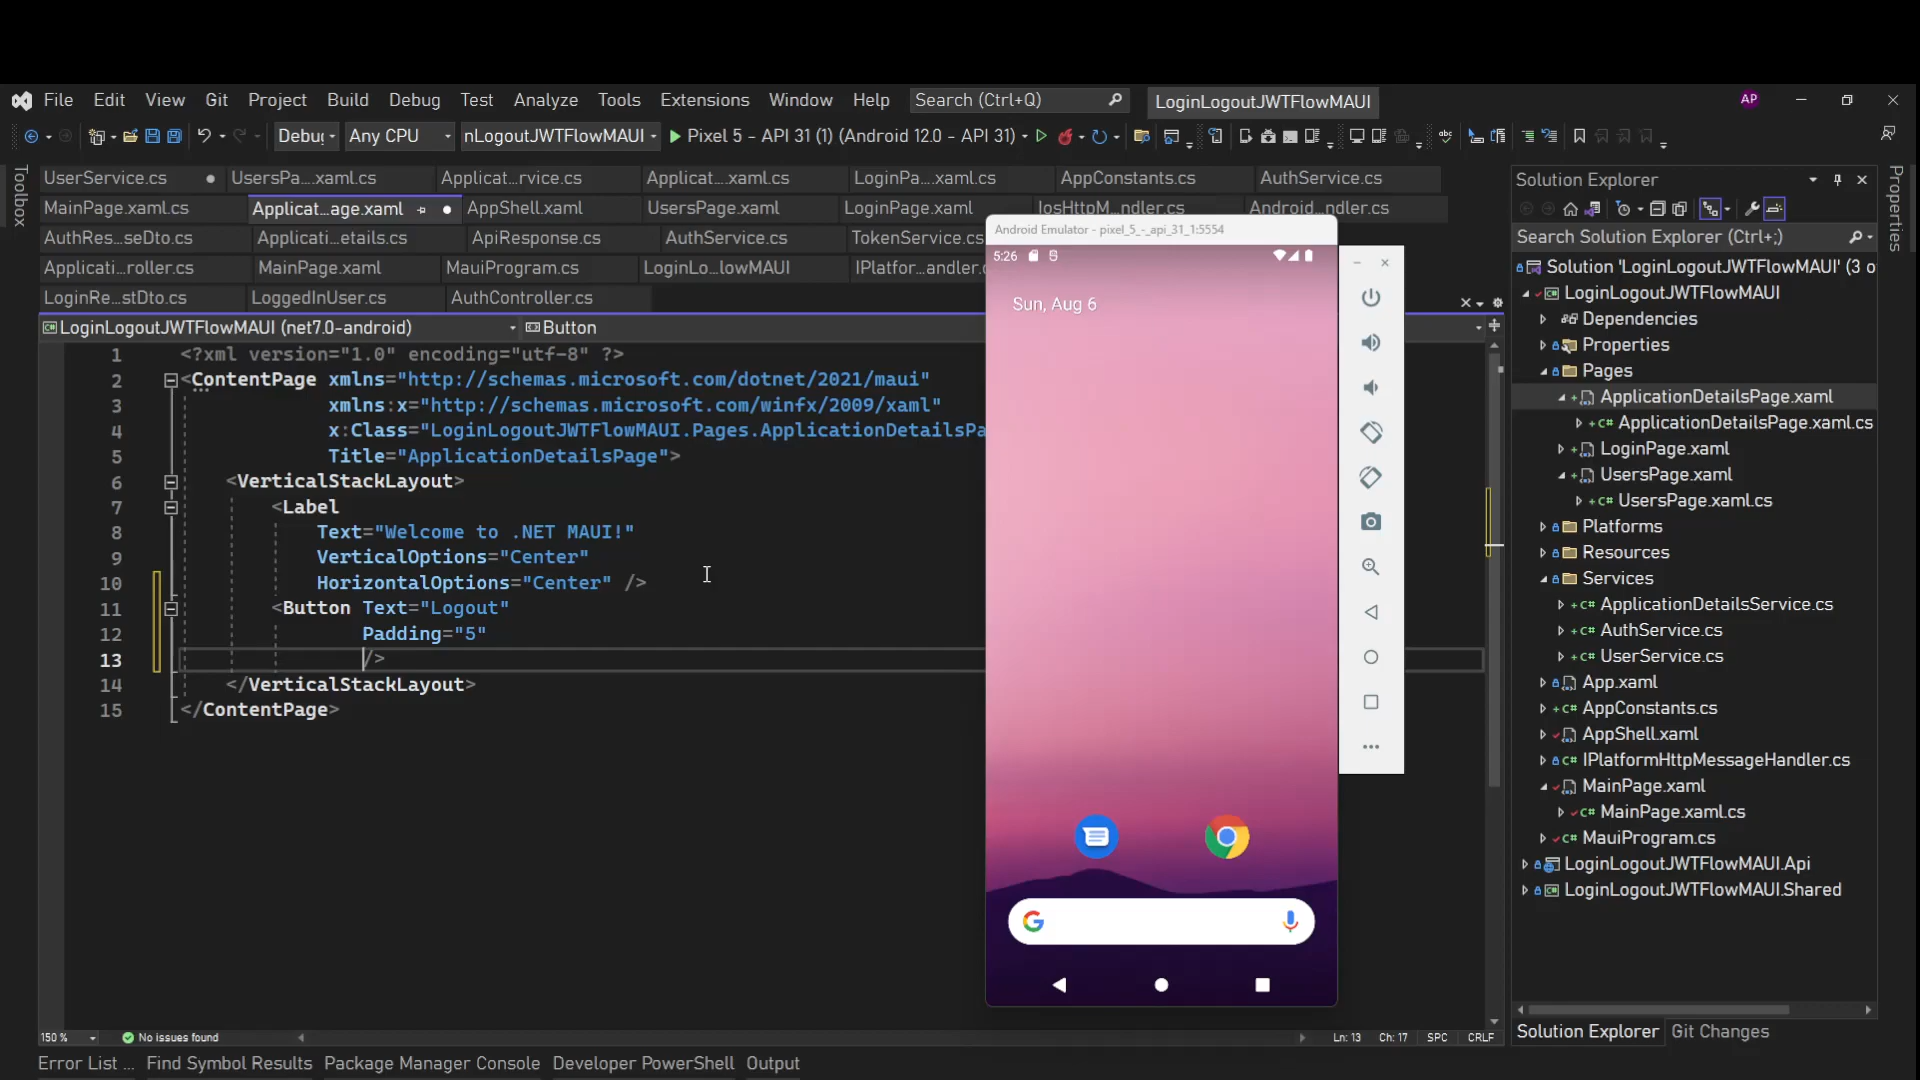 File Edit View Git Project Build Debug Test Analyze Tools Extensions Window Help Search (Ctrl+Q) LoginLogoutJWTFlowMAUI AP
Debug Any CPU nLogoutJWTFlowMAUI Pixel 5 - API 31 (1) (Android 12.0 - API 31)
Toolbox
UserService.cs UsersPa....xaml.cs Applicat...rvice.cs Applicat....xaml.cs LoginPa....xaml.cs AppConstants.cs AuthService.cs
MainPage.xaml.cs Applicat...age.xaml AppShell.xaml UsersPage.xaml LoginPage.xaml IosHttpM...ndler.cs Android...ndler.cs
AuthRes...seDto.cs Applicati...etails.cs ApiResponse.cs AuthService.cs TokenService.cs
Applicati...roller.cs MainPage.xaml MauiProgram.cs LoginLo...lowMAUI IPlatfor...andler.c
LoginRe...stDto.cs LoggedInUser.cs AuthController.cs
LoginLogoutJWTFlowMAUI (net7.0-android) Button
1 <?xml version="1.0" encoding="utf-8" ?>
2 <ContentPage xmlns="http://schemas.microsoft.com/dotnet/2021/maui"
3 xmlns:x="http://schemas.microsoft.com/winfx/2009/xaml"
4 x:Class="LoginLogoutJWTFlowMAUI.Pages.ApplicationDetailsPa
5 Title="ApplicationDetailsPage">
6 <VerticalStackLayout>
7 <Label
8 Text="Welcome to .NET MAUI!"
9 VerticalOptions="Center"
10 HorizontalOptions="Center" />
11 <Button Text="Logout"
12 Padding="5"
13 />
14 </VerticalStackLayout>
15 </ContentPage>
Android Emulator - pixel_5_-_api_31_1:5554
5:26
Sun, Aug 6
Solution Explorer
Search Solution Explorer (Ctrl+;)
Solution 'LoginLogoutJWTFlowMAUI' (3 o
LoginLogoutJWTFlowMAUI
Dependencies
Properties
Pages
ApplicationDetailsPage.xaml
C# ApplicationDetailsPage.xaml.cs
LoginPage.xaml
UsersPage.xaml
C# UsersPage.xaml.cs
Platforms
Resources
Services
C# ApplicationDetailsService.cs
C# AuthService.cs
C# UserService.cs
App.xaml
C# AppConstants.cs
AppShell.xaml
C# IPlatformHttpMessageHandler.cs
MainPage.xaml
C# MainPage.xaml.cs
C# MauiProgram.cs
LoginLogoutJWTFlowMAUI.Api
LoginLogoutJWTFlowMAUI.Shared
Solution Explorer Git Changes
Properties
150 % No issues found Ln: 13 Ch: 17 SPC CRLF
Error List ... Find Symbol Results Package Manager Console Developer PowerShell Output